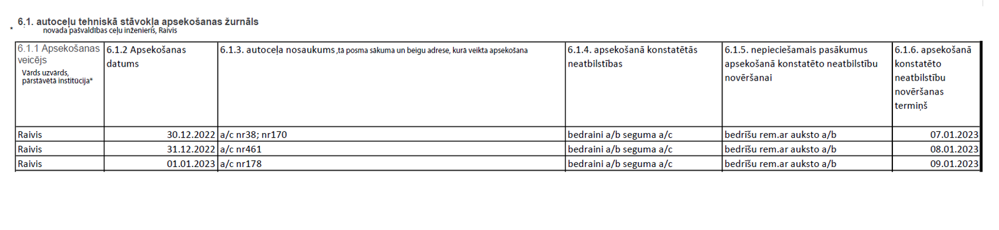 6.1. autoceļu tehniskā stāvokļa apsekošanas žurnāls
* novada pašvaldības ceļu inženieris, Raivis
6.1.1 Apsekošanas
veicējs
Vārds uzvārds,
pārstāvētā institūcija*
6.1.2 Apsekošanas
datums
6.1.3. autoceļa nosaukums ,tā posma sākuma un beigu adrese, kurā veikta apsekošana
6.1.4. apsekošanā konstatētās
neatbilstības
6.1.5. nepieciešamais pasākumus
apsekošanā konstatēto neatbilstību
novēršanai
6.1.6. apsekošanā
konstatēto
neatbilstību
novēršanas
termiņš
Raivis 30.12.2022 a/c nr38; nr170 bedraini a/b seguma a/c bedrīšu rem.ar auksto a/b 07.01.2023
Raivis 31.12.2022 a/c nr461 bedraini a/b seguma a/c bedrīšu rem.ar auksto a/b 08.01.2023
Raivis 01.01.2023 a/c nr178 bedraini a/b seguma a/c bedrīšu rem.ar auksto a/b 09.01.2023